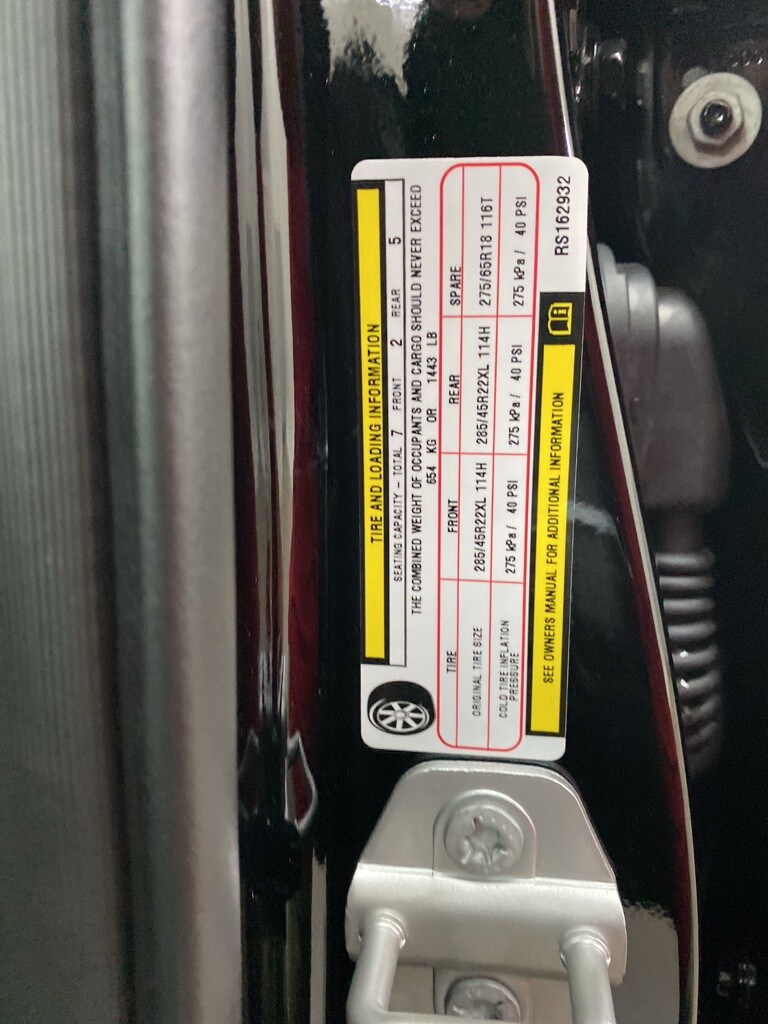 TIRE AND LOADING INFORMATION
SEATING CAPACITY - TOTAL 7 FRONT 2 REAR 5
THE COMBINED WEIGHT OF OCCUPANTS AND CARGO SHOULD NEVER EXCEED
654 KG OR 1443 LB
TIRE FRONT REAR SPARE
ORIGINAL TIRE SIZE 285/45R22XL 114H 285/45R22XL 114H 275/65R18 116T
COLD TIRE INFLATION PRESSURE 275 kPa / 40 PSI 275 kPa / 40 PSI 275 kPa / 40 PSI
SEE OWNERS MANUAL FOR ADDITIONAL INFORMATION
RS162932